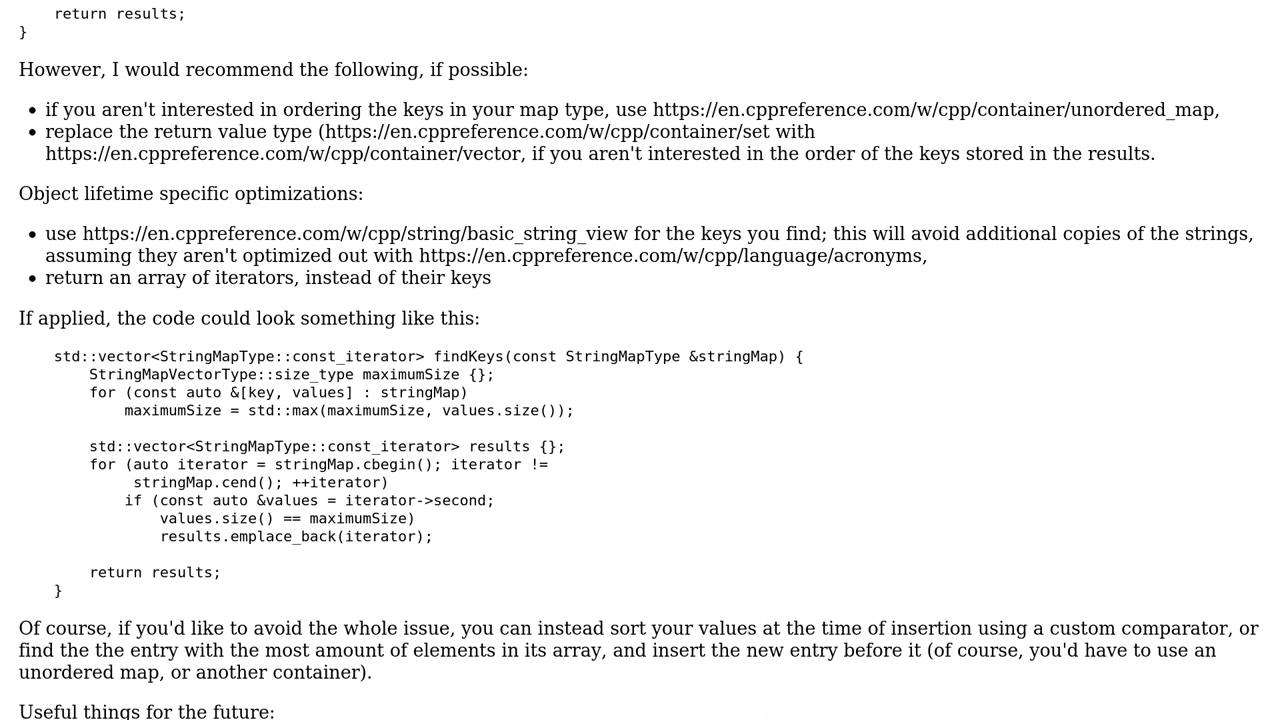 return results;
}
However, I would recommend the following, if possible:
• if you aren't interested in ordering the keys in your map type, use https://en.cppreference.com/w/cpp/container/unordered_map,
• replace the return value type (https://en.cppreference.com/w/cpp/container/set with
https://en.cppreference.com/w/cpp/container/vector, if you aren't interested in the order of the keys stored in the results.
Object lifetime specific optimizations:
• use https://en.cppreference.com/w/cpp/string/basic_string_view for the keys you find; this will avoid additional copies of the strings,
assuming they aren't optimized out with https://en.cppreference.com/w/cpp/language/acronyms,
• return an array of iterators, instead of their keys
If applied, the code could look something like this:
    std::vector<StringMapType::const_iterator> findKeys(const StringMapType &stringMap) {
        StringMapVectorType::size_type maximumSize {};
        for (const auto &[key, values] : stringMap)
            maximumSize = std::max(maximumSize, values.size());
        std::vector<StringMapType::const_iterator> results {};
        for (auto iterator = stringMap.cbegin(); iterator !=
             stringMap.cend(); ++iterator)
            if (const auto &values = iterator->second;
                values.size() == maximumSize)
                results.emplace_back(iterator);
        return results;
    }
Of course, if you'd like to avoid the whole issue, you can instead sort your values at the time of insertion using a custom comparator, or
find the the entry with the most amount of elements in its array, and insert the new entry before it (of course, you'd have to use an
unordered map, or another container).
Useful things for the future: